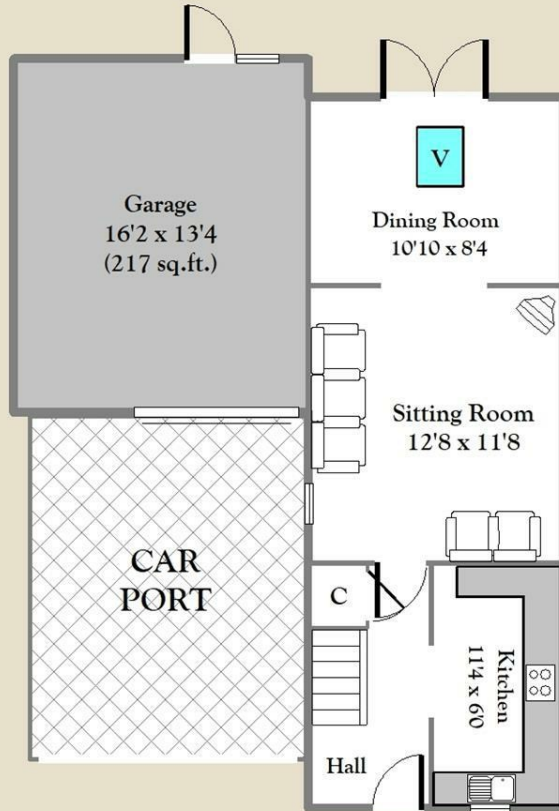 V
Garage
16'2 x 13'4
(217 sq.ft.)
Dining Room
10'10 x 8'4
Sitting Room
12'8 x 11'8
CAR
PORT
C
Kitchen
11'4 x 6'0
Hall